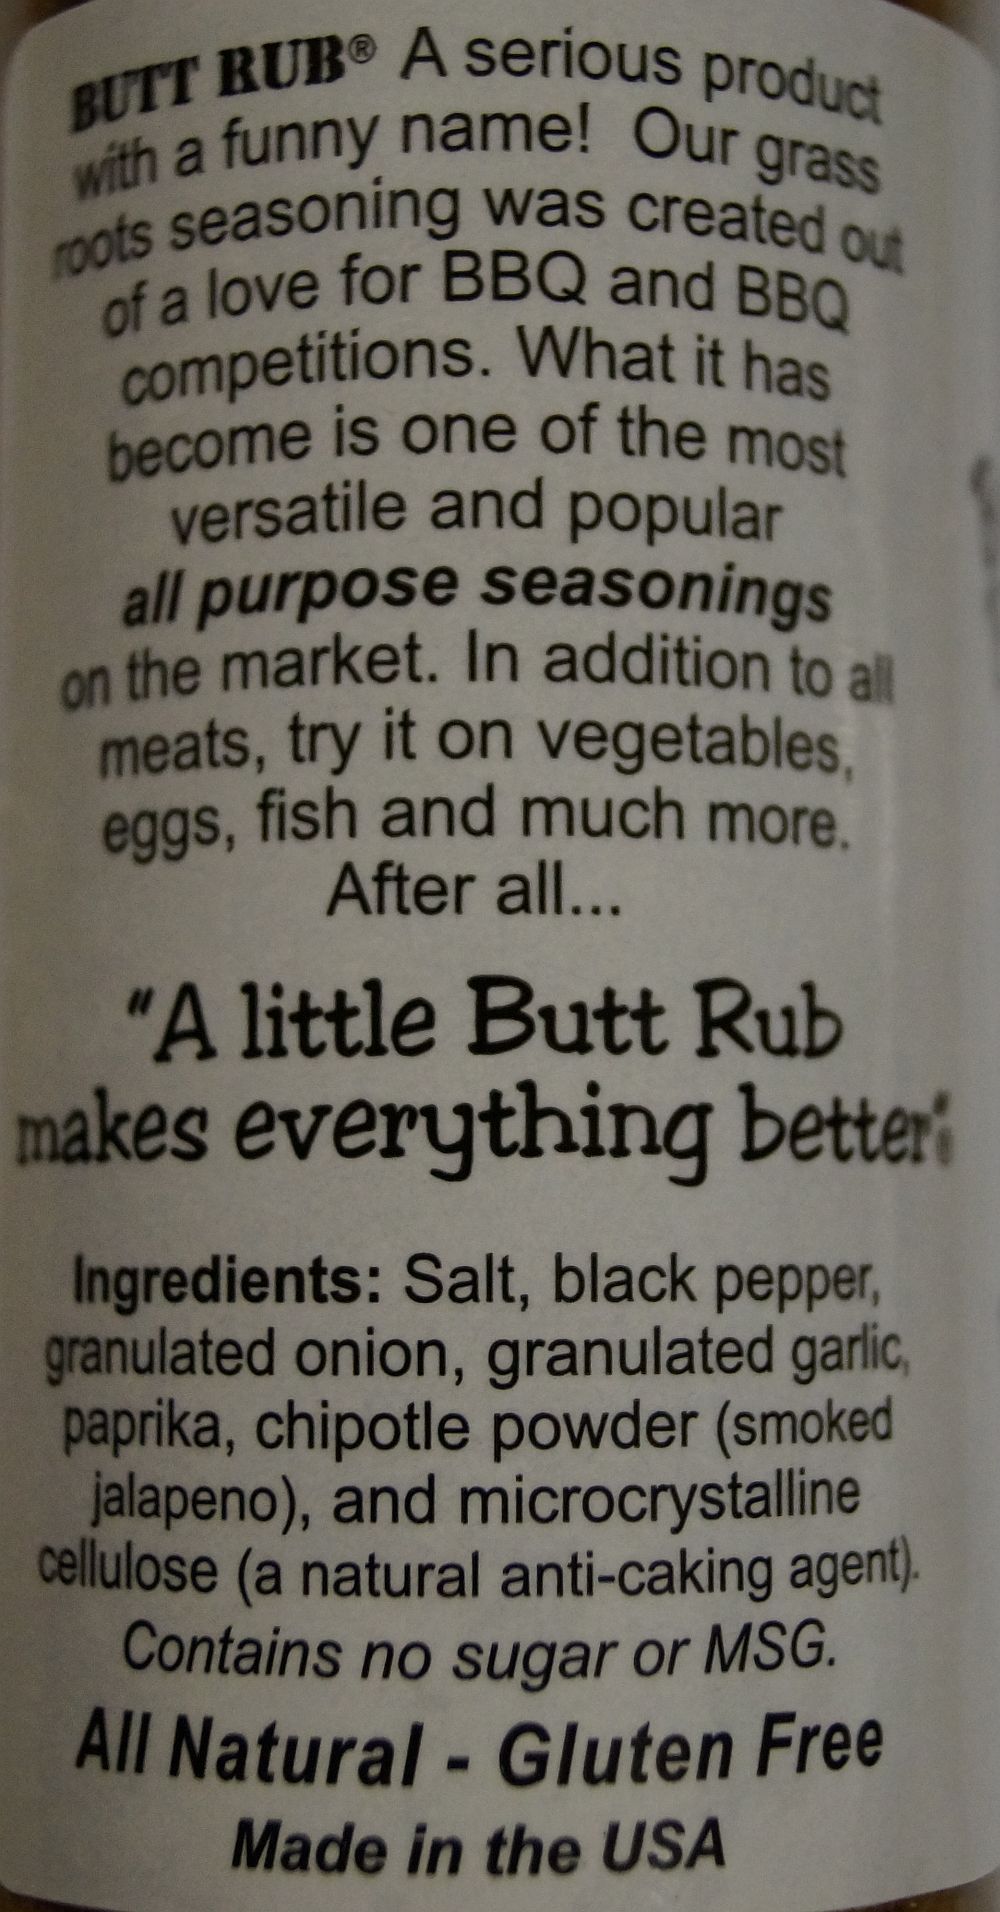 BUTT RUB® A serious product
with a funny name! Our grass
roots seasoning was created out
of a love for BBQ and BBQ
competitions. What it has
become is one of the most
versatile and popular
all purpose seasonings
on the market. In addition to all
meats, try it on vegetables,
eggs, fish and much more.
After all...
"A little Butt Rub
makes everything better"
Ingredients: Salt, black pepper,
granulated onion, granulated garlic,
paprika, chipotle powder (smoked
jalapeno), and microcrystalline
cellulose (a natural anti-caking agent).
Contains no sugar or MSG.
All Natural - Gluten Free
Made in the USA